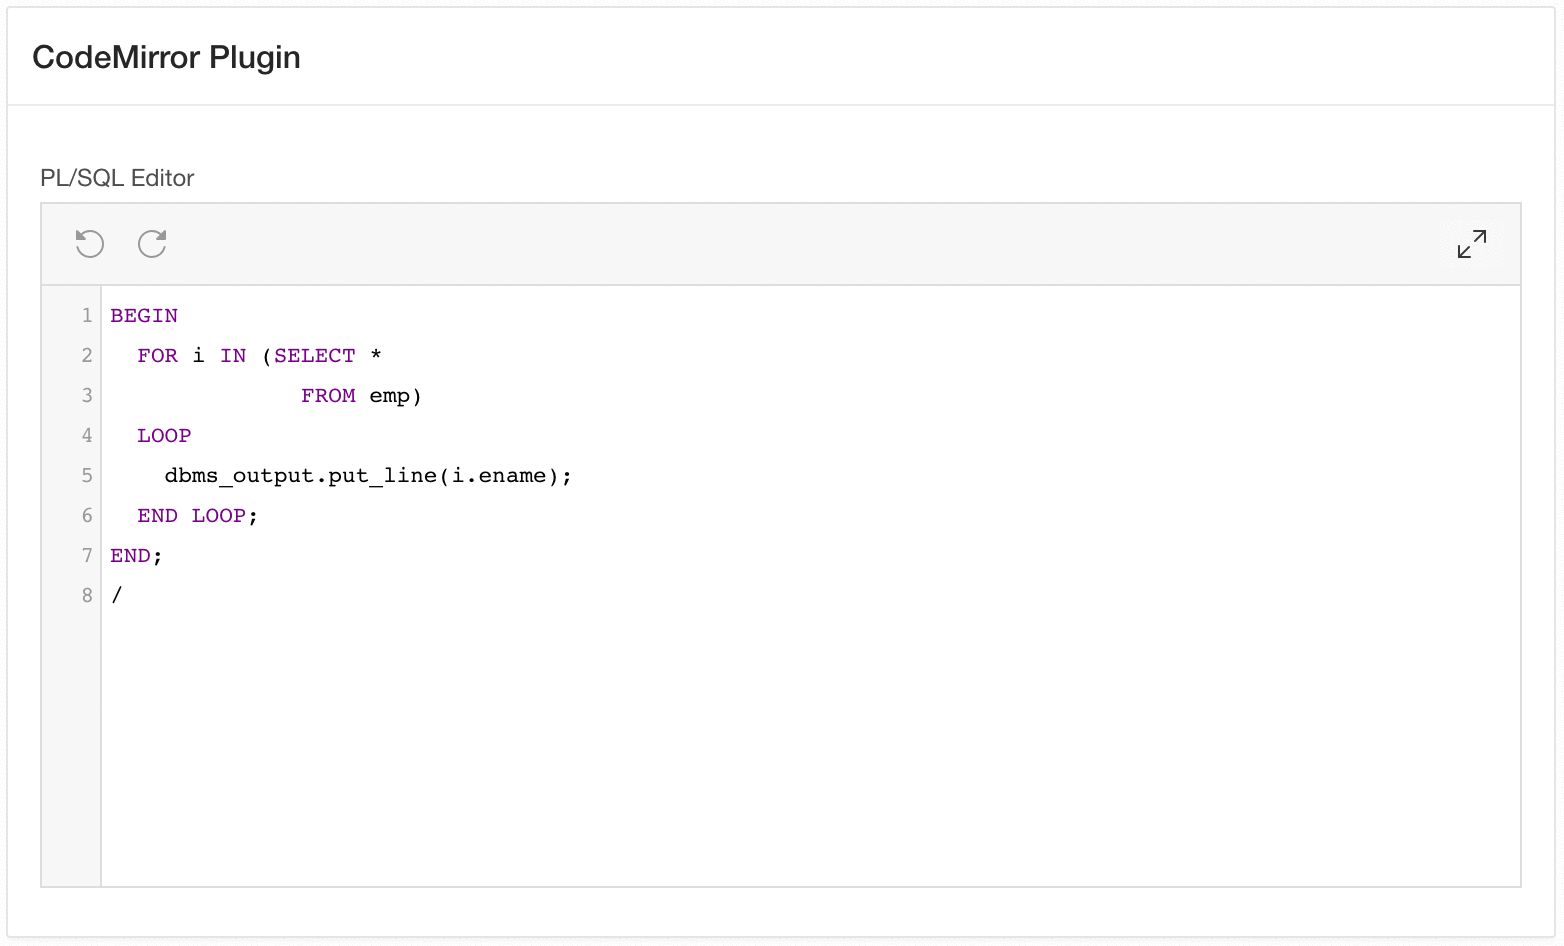 CodeMirror Plugin
PL/SQL Editor
1 BEGIN
2   FOR i IN (SELECT *
3               FROM emp)
4   LOOP
5     dbms_output.put_line(i.ename);
6   END LOOP;
7 END;
8 /